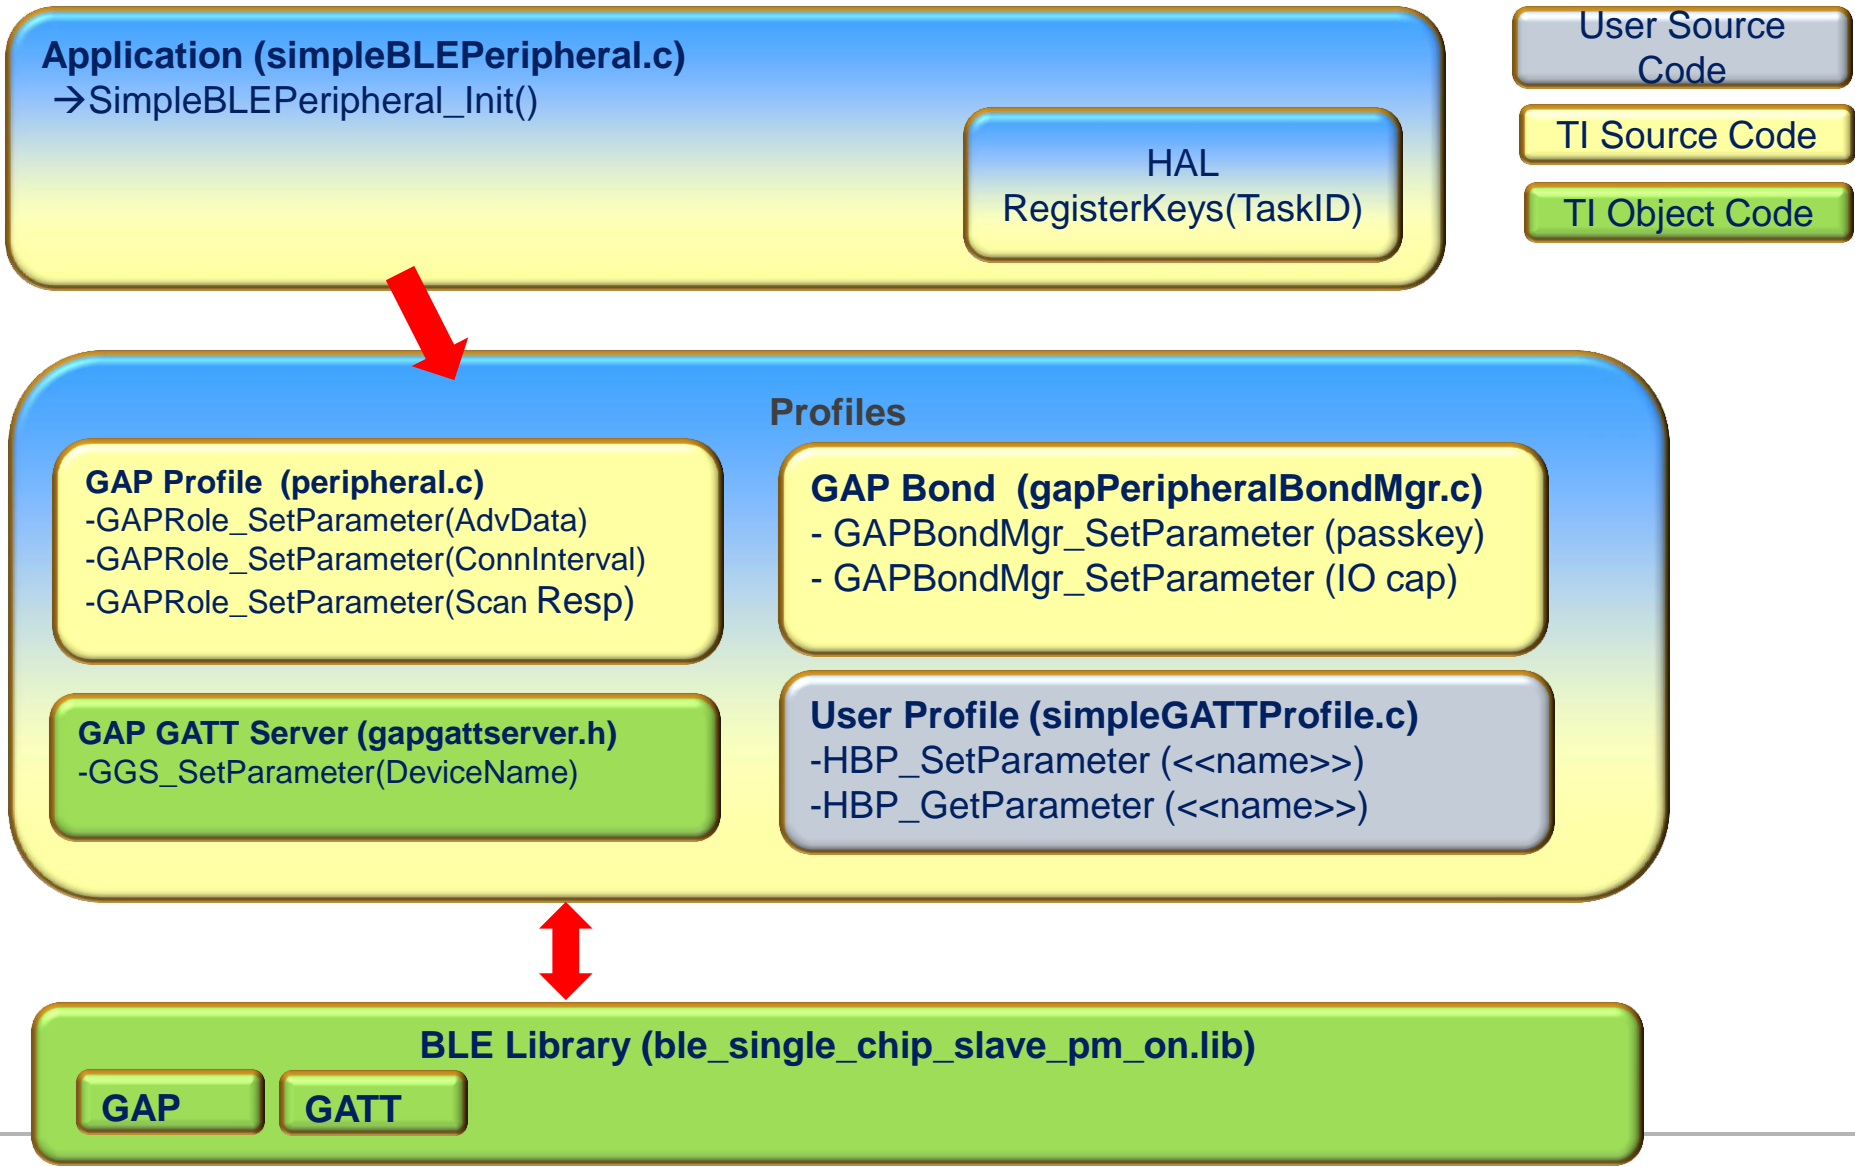 Application (simpleBLEPeripheral.c)
→SimpleBLEPeripheral_Init()
HAL
RegisterKeys(TaskID)
User Source
Code
TI Source Code
TI Object Code
Profiles
GAP Profile  (peripheral.c)
-GAPRole_SetParameter(AdvData)
-GAPRole_SetParameter(ConnInterval)
-GAPRole_SetParameter(Scan Resp)
GAP Bond  (gapPeripheralBondMgr.c)
- GAPBondMgr_SetParameter (passkey)
- GAPBondMgr_SetParameter (IO cap)
GAP GATT Server (gapgattserver.h)
-GGS_SetParameter(DeviceName)
User Profile (simpleGATTProfile.c)
-HBP_SetParameter (<<name>>)
-HBP_GetParameter (<<name>>)
BLE Library (ble_single_chip_slave_pm_on.lib)
GAP
GATT